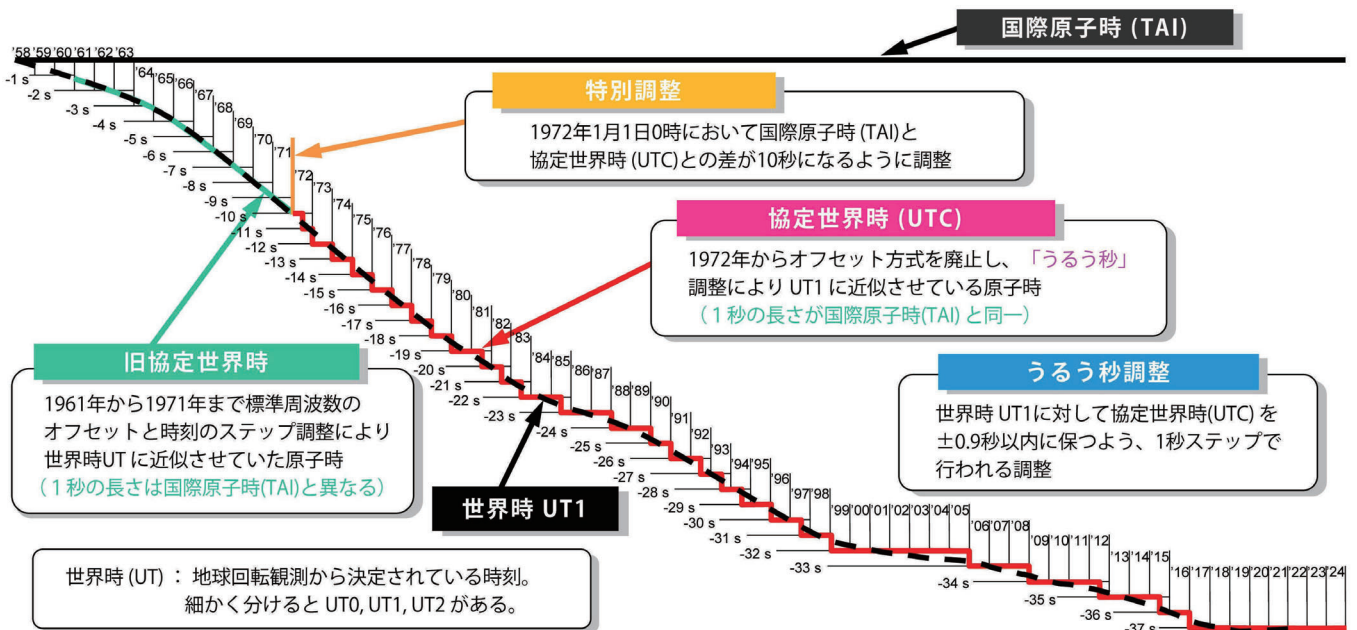 国際原子時 (TAI)
'58 '59 '60 '61 '62 '63
'64
'65
'66
'67
'68
'69
'70
'71
'72
'73
'74
'75
'76
'77
'78
'79
'80
'81
'82
'83
'84 '85
'86 '87
'88 '89
'90
'91
'92
'93
'94 '95
'96
'97 '98
'99 '00 '01 '02 '03 '04 '05
'06 '07 '08
'09 '10 '11 '12
'13 '14 '15
'16 '17 '18 '19 '20 '21 '22 '23 '24
-1 s
-2 s
-3 s
-4 s
-5 s
-6 s
-7 s
-8 s
-9 s
-10 s
-11 s
-12 s
-13 s
-14 s
-15 s
-16 s
-17 s
-18 s
-19 s
-20 s
-21 s
-22 s
-23 s
-24 s
-25 s
-26 s
-27 s
-28 s
-29 s
-30 s
-31 s
-32 s
-33 s
-34 s
-35 s
-36 s
-37 s
特別調整
1972年1月1日0時において国際原子時 (TAI)と
協定世界時 (UTC)との差が10秒になるように調整
協定世界時 (UTC)
1972年からオフセット方式を廃止し、「うるう秒」
調整により UT1 に近似させている原子時
(1秒の長さが国際原子時(TAI) と同一)
旧協定世界時
1961年から1971年まで標準周波数の
オフセットと時刻のステップ調整により
世界時UT に近似させていた原子時
(1秒の長さは国際原子時(TAI)と異なる)
うるう秒調整
世界時 UT1に対して協定世界時(UTC) を
±0.9秒以内に保つよう、1秒ステップで
行われる調整
世界時 UT1
世界時 (UT) : 地球回転観測から決定されている時刻。
細かく分けると UT0, UT1, UT2 がある。